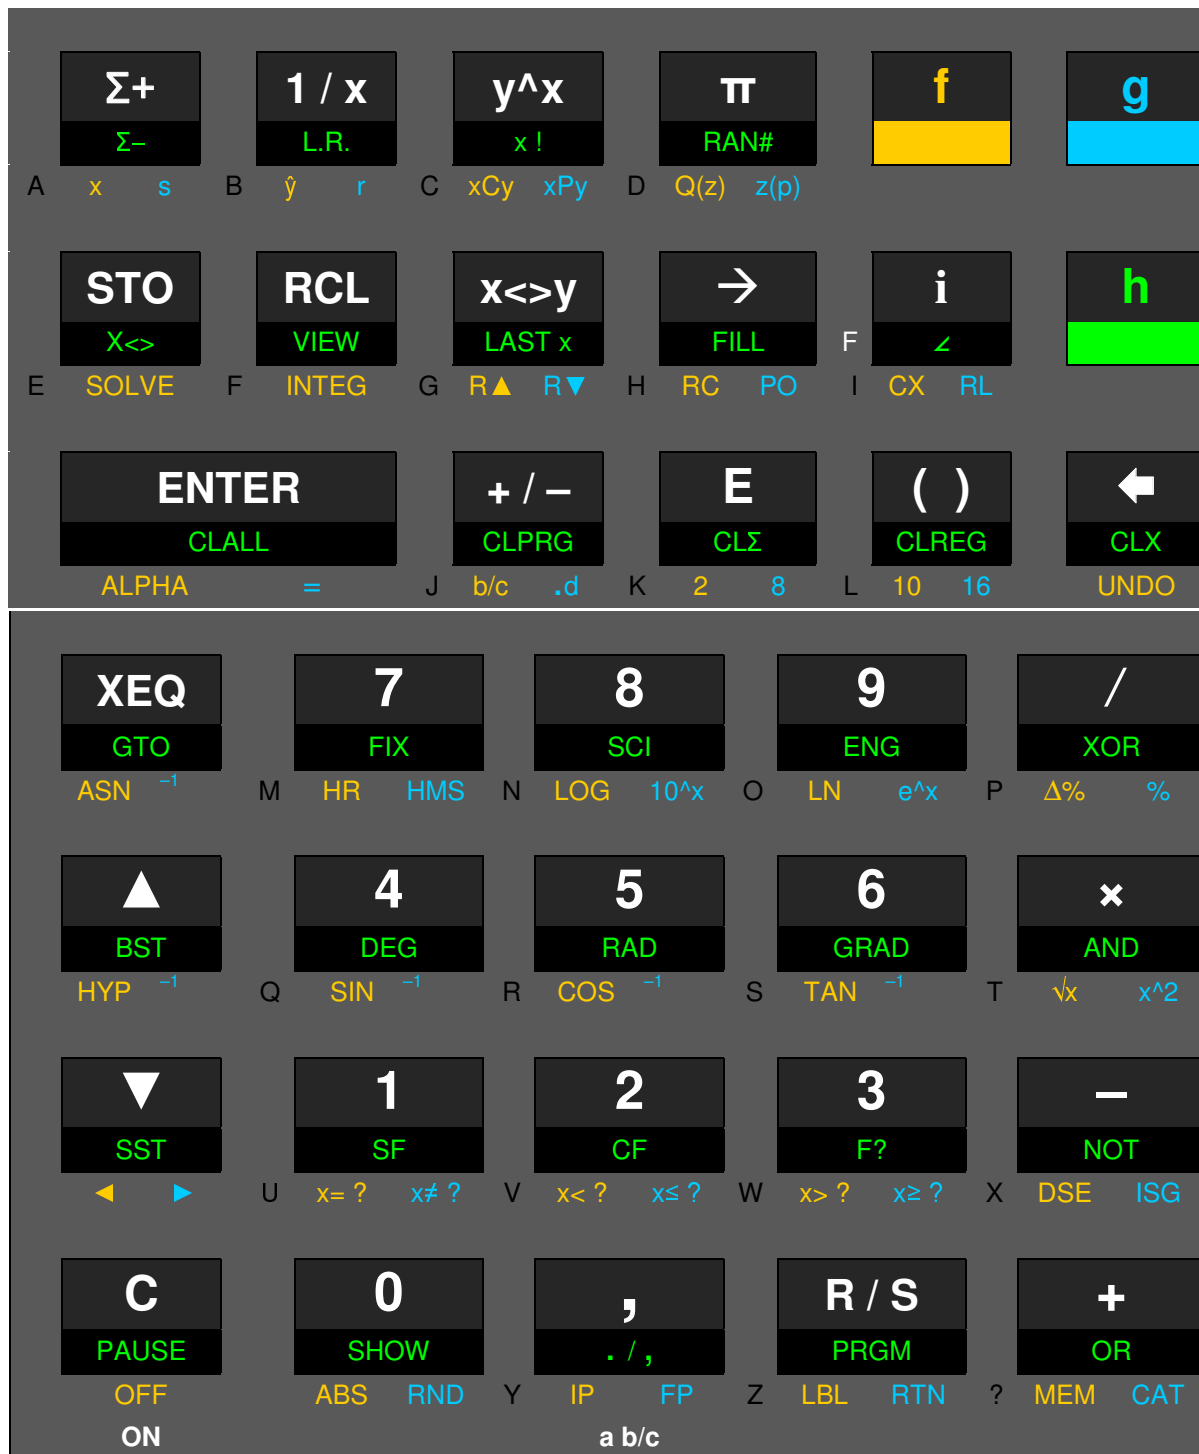 Σ+ 1 / x y^x π f g
Σ– L.R. x ! RAN#
A x s B ŷ r C xCy xPy D Q(z) z(p)
STO RCL x<>y → i h
X<> VIEW LAST x FILL F ∠
E SOLVE F INTEG G R▲ R▼ H RC PO I CX RL
ENTER + / – E ( ) 🡄
CLALL CLPRG CLΣ CLREG CLX
ALPHA = J b/c .d K 2 8 L 10 16 UNDO
XEQ 7 8 9 /
GTO FIX SCI ENG XOR
ASN –1 M HR HMS N LOG 10^x O LN e^x P Δ% %
▲ 4 5 6 ×
BST DEG RAD GRAD AND
HYP –1 Q SIN –1 R COS –1 S TAN –1 T √x x^2
▼ 1 2 3 –
SST SF CF F? NOT
◄ ► U x= ? x≠ ? V x< ? x≤ ? W x> ? x≥ ? X DSE ISG
C 0 , R / S +
PAUSE SHOW . / , PRGM OR
OFF ABS RND Y IP FP Z LBL RTN ? MEM CAT
ON a b/c